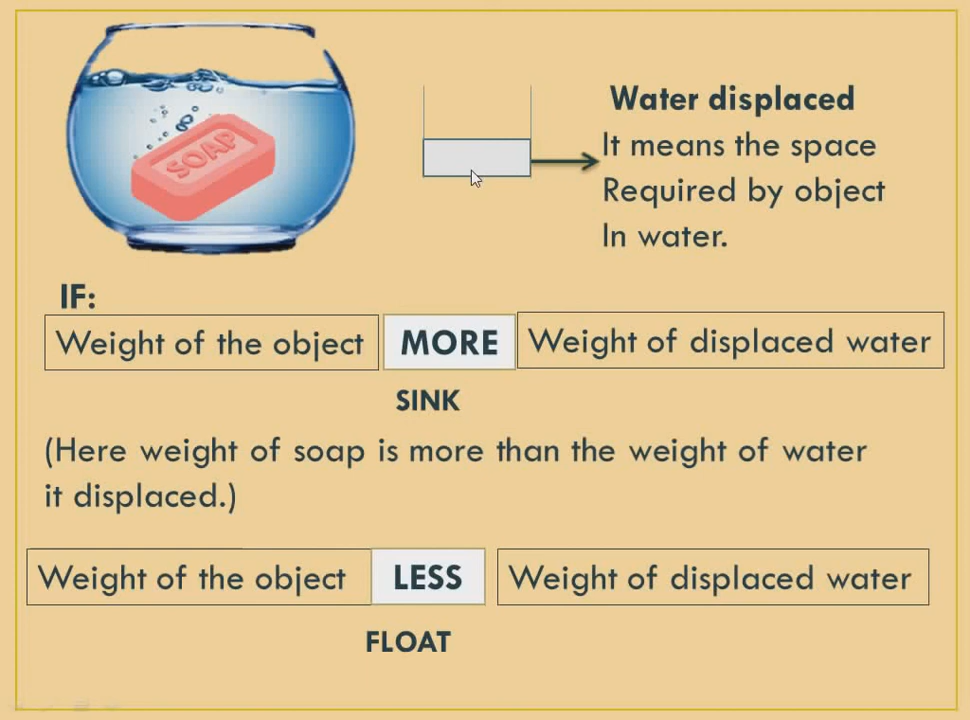 SOAP
Water displaced
It means the space
Required by object
In water.
IF:
Weight of the object MORE Weight of displaced water
SINK
(Here weight of soap is more than the weight of water
it displaced.)
Weight of the object LESS Weight of displaced water
FLOAT